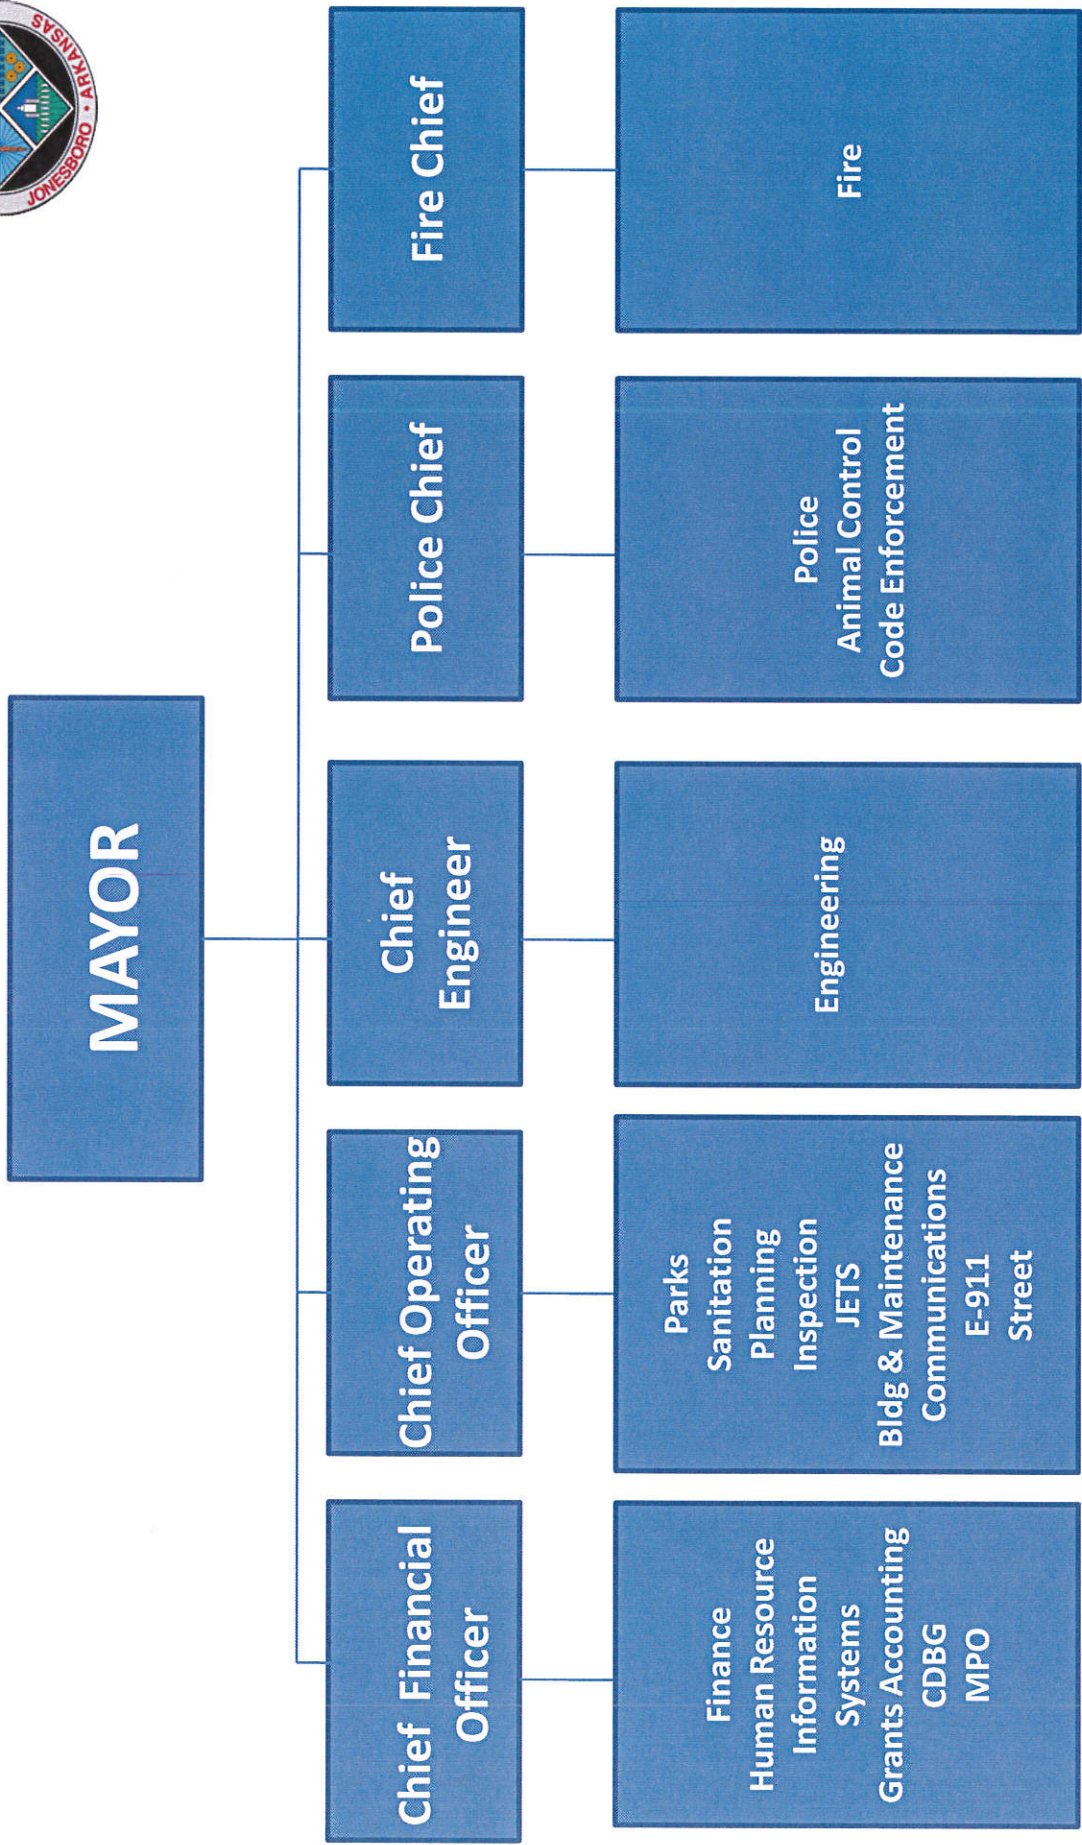 JONESBORO • ARKANSAS
MAYOR
Chief Financial
Officer
Chief Operating
Officer
Chief
Engineer
Police Chief
Fire Chief
Finance
Human Resource
Information
Systems
Grants Accounting
CDBG
MPO
Parks
Sanitation
Planning
Inspection
JETS
Bldg & Maintenance
Communications
E-911
Street
Engineering
Police
Animal Control
Code Enforcement
Fire